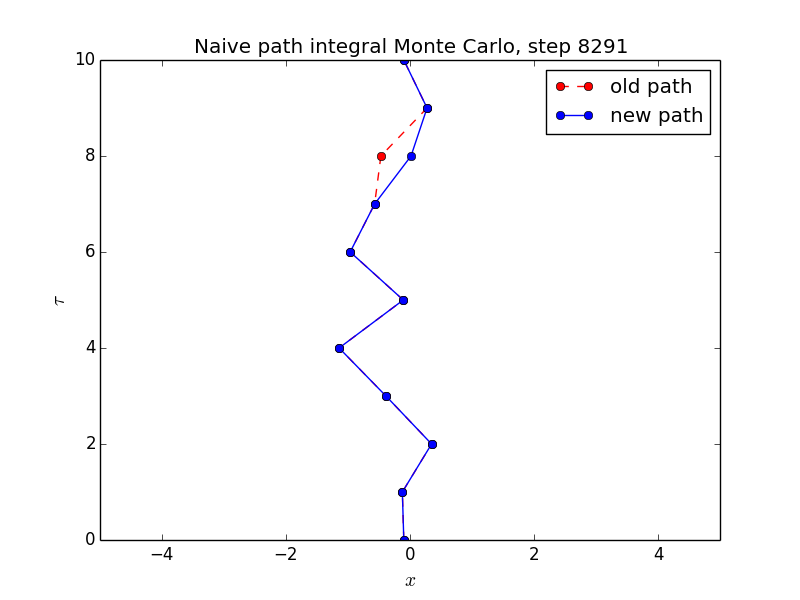 Naive path integral Monte Carlo, step 8291
old path
new path
10
8
6
4
2
0
τ
−4
−2
0
2
4
x